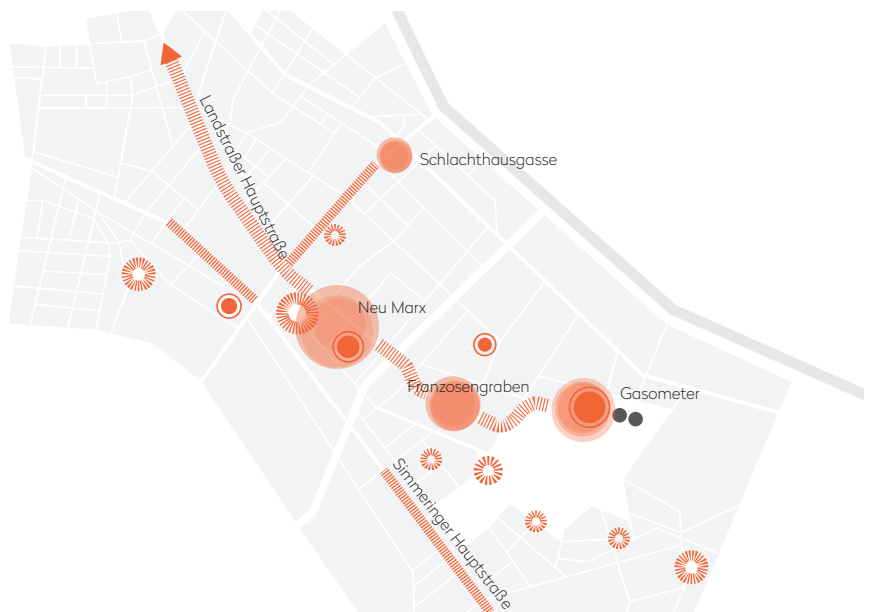 Landstraßer Hauptstraße
Schlachthausgasse
Neu Marx
Franzosengraben
Gasometer
Simmeringer Hauptstraße